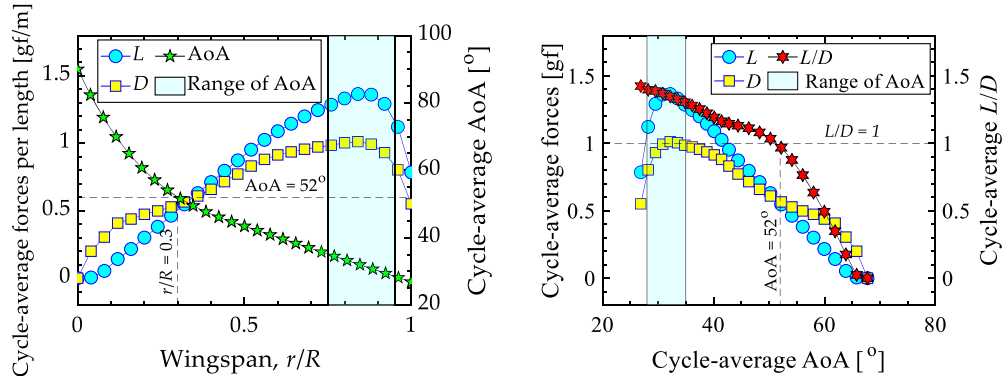 Cycle-average forces per length [gf/m]
1.5
1
0.5
0
L
AoA
D
Range of AoA
AoA = 52°
r/R = 0.3
0
0.5
1
Wingspan, r/R
100
80
60
40
20
Cycle-average AoA [°]
Cycle-average forces [gf]
1.5
1
0.5
0
L
L/D
D
Range of AoA
L/D = 1
AoA = 52°
20
40
60
80
Cycle-average AoA [°]
1.5
1
0.5
0
Cycle-average L/D